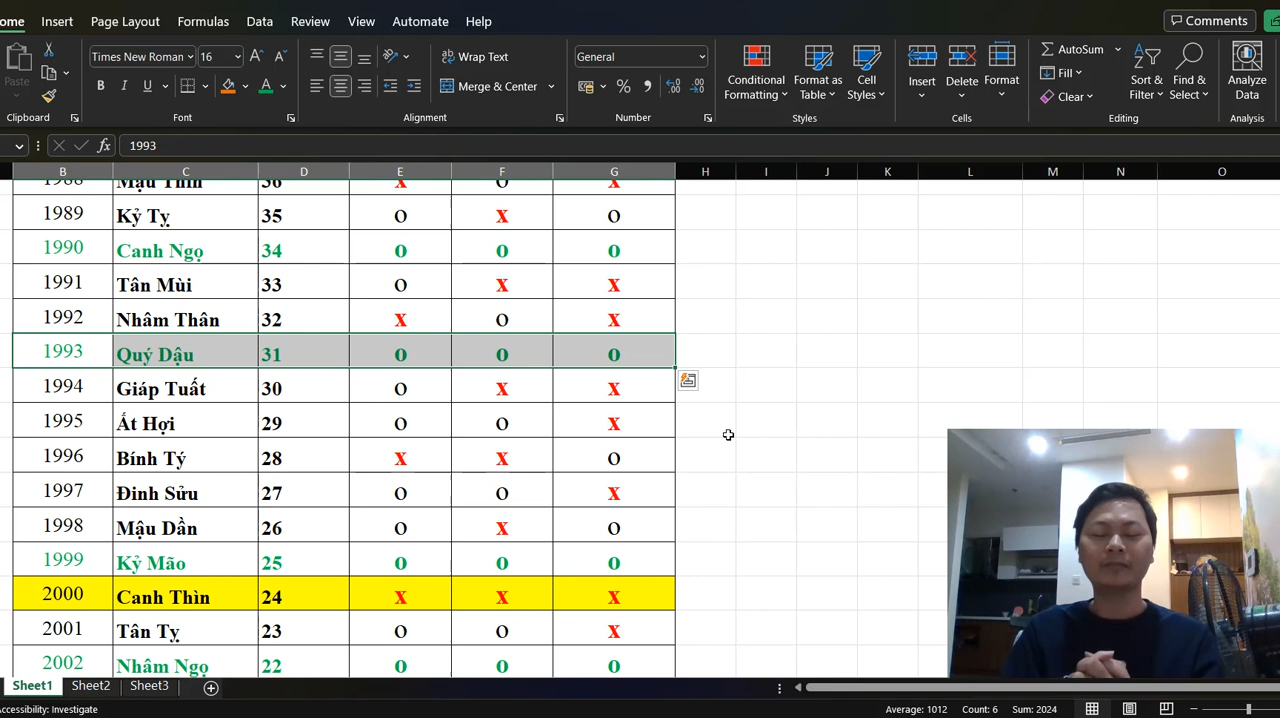 ome Insert Page Layout Formulas Data Review View Automate Help Comments
Paste Times New Roman 16 A A Wrap Text General Conditional Formatting Format as Table Cell Styles Insert Delete Format AutoSum Sort & Filter Find & Select Analyze Data
B I U A Merge & Center % Fill
Clear
Clipboard Font Alignment Number Styles Cells Editing Analysis
fx 1993
B C D E F G H I J K L M N O
1988 Mậu Thìn 36 X O X
1989 Kỷ Tỵ 35 O X O
1990 Canh Ngọ 34 O O O
1991 Tân Mùi 33 O X X
1992 Nhâm Thân 32 X O X
1993 Quý Dậu 31 O O O
1994 Giáp Tuất 30 O X X
1995 Ất Hợi 29 O O X
1996 Bính Tý 28 X X O
1997 Đinh Sửu 27 O O X
1998 Mậu Dần 26 O X O
1999 Kỷ Mão 25 O O O
2000 Canh Thìn 24 X X X
2001 Tân Tỵ 23 O O X
2002 Nhâm Ngọ 22 O O O
Sheet1 Sheet2 Sheet3
Accessibility: Investigate Average: 1012 Count: 6 Sum: 2024